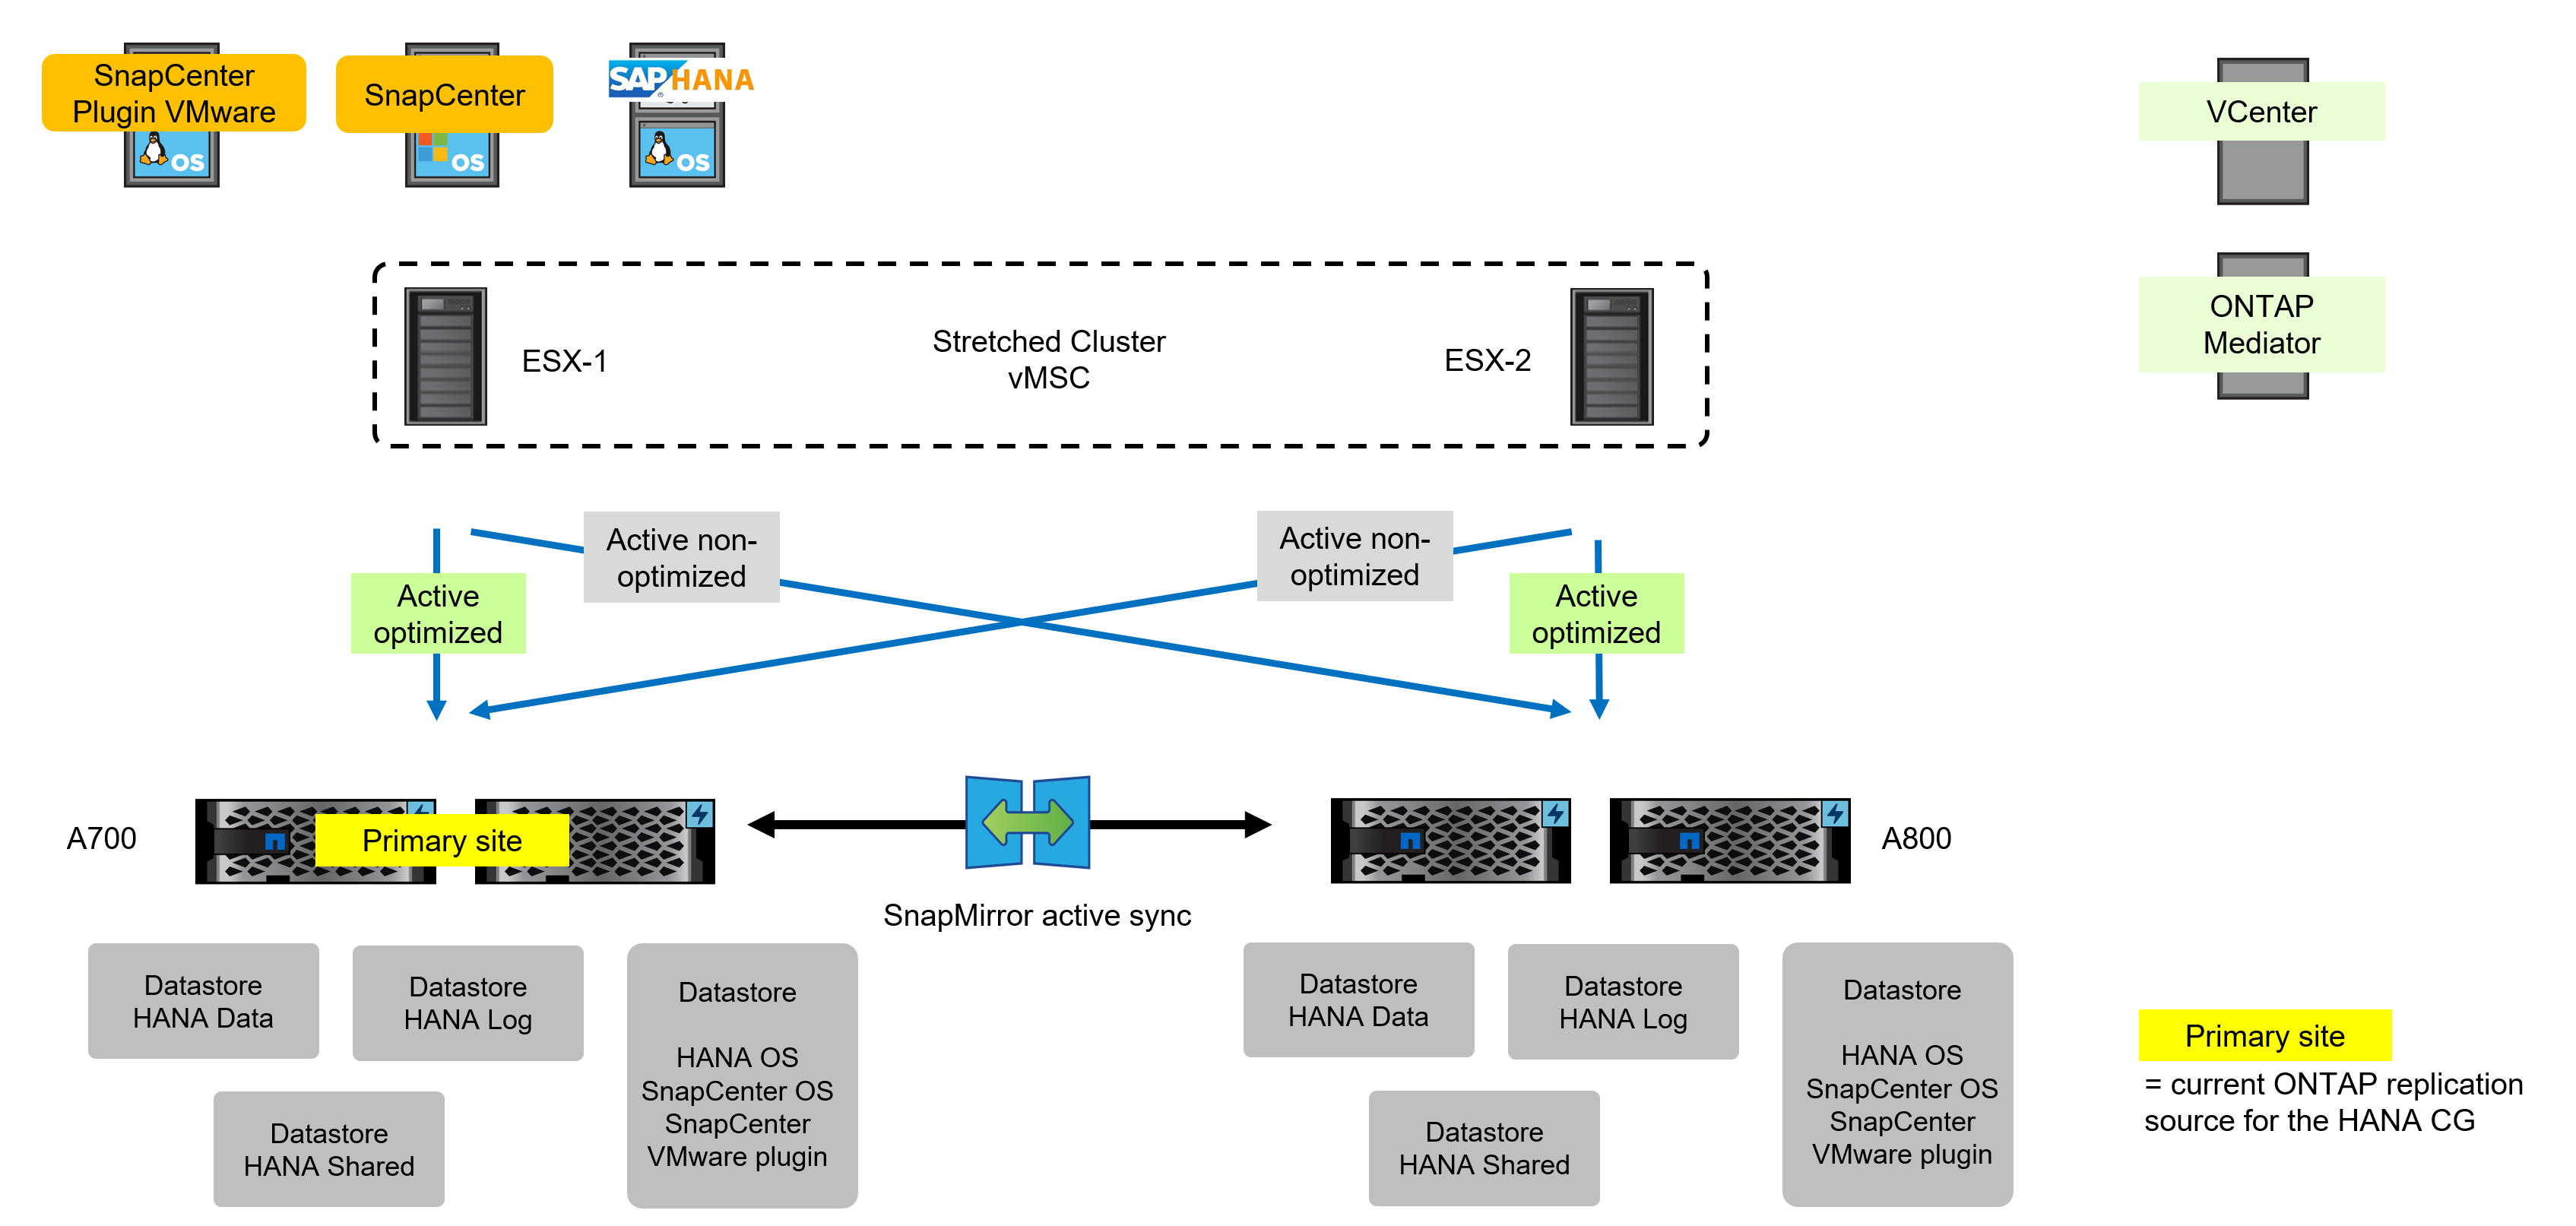 SnapCenter
Plugin VMware
OS
SnapCenter
OS
SAP HANA
OS
VCenter
ONTAP
Mediator
ESX-1
Stretched Cluster
vMSC
ESX-2
Active non-
optimized
Active non-
optimized
Active
optimized
Active
optimized
A700
Primary site
A800
SnapMirror active sync
Datastore
HANA Data
Datastore
HANA Log
Datastore
HANA OS
SnapCenter OS
SnapCenter
VMware plugin
Datastore
HANA Shared
Datastore
HANA Data
Datastore
HANA Log
Datastore
HANA OS
SnapCenter OS
SnapCenter
VMware plugin
Datastore
HANA Shared
Primary site
= current ONTAP replication
source for the HANA CG